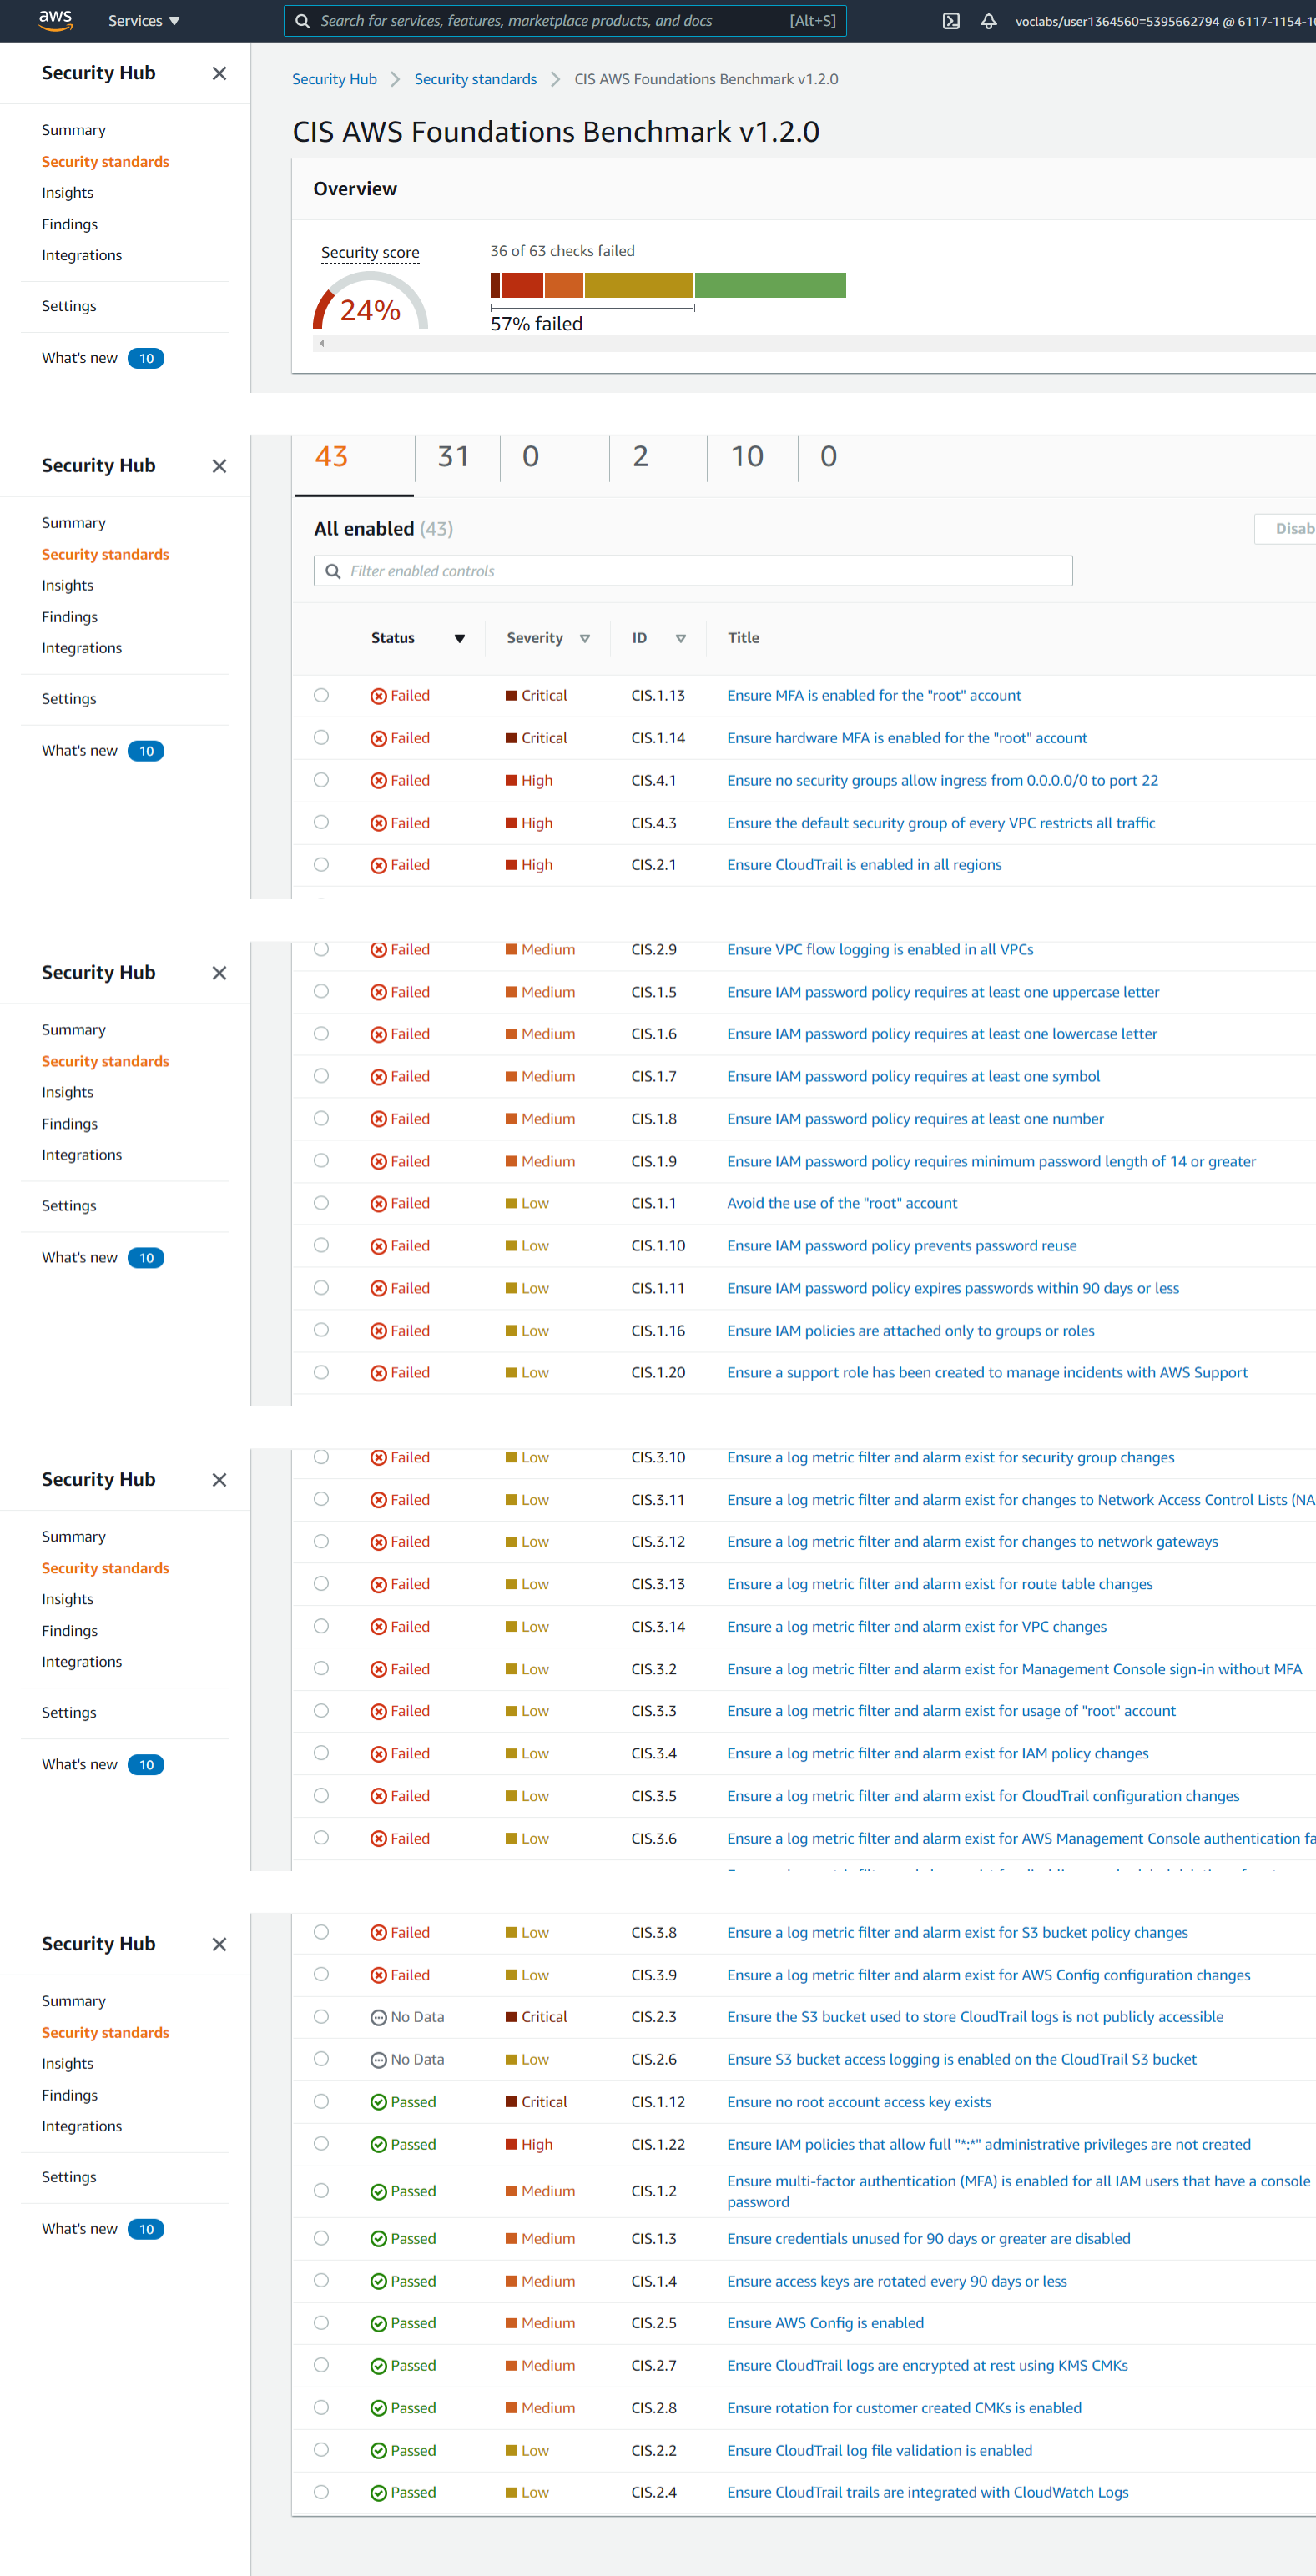 aws Services Search for services, features, marketplace products, and docs [Alt+S] voclabs/user1364560=5395662794 @ 6117-1154-1
Security Hub
Summary
Security standards
Insights
Findings
Integrations
Settings
What's new 10
Security Hub > Security standards > CIS AWS Foundations Benchmark v1.2.0
CIS AWS Foundations Benchmark v1.2.0
Overview
Security score
24%
36 of 63 checks failed
57% failed
Security Hub
Summary
Security standards
Insights
Findings
Integrations
Settings
What's new 10
43 31 0 2 10 0
All enabled (43)
Disab
Filter enabled controls
Status Severity ID Title
Failed Critical CIS.1.13 Ensure MFA is enabled for the "root" account
Failed Critical CIS.1.14 Ensure hardware MFA is enabled for the "root" account
Failed High CIS.4.1 Ensure no security groups allow ingress from 0.0.0.0/0 to port 22
Failed High CIS.4.3 Ensure the default security group of every VPC restricts all traffic
Failed High CIS.2.1 Ensure CloudTrail is enabled in all regions
Security Hub
Summary
Security standards
Insights
Findings
Integrations
Settings
What's new 10
Failed Medium CIS.2.9 Ensure VPC flow logging is enabled in all VPCs
Failed Medium CIS.1.5 Ensure IAM password policy requires at least one uppercase letter
Failed Medium CIS.1.6 Ensure IAM password policy requires at least one lowercase letter
Failed Medium CIS.1.7 Ensure IAM password policy requires at least one symbol
Failed Medium CIS.1.8 Ensure IAM password policy requires at least one number
Failed Medium CIS.1.9 Ensure IAM password policy requires minimum password length of 14 or greater
Failed Low CIS.1.1 Avoid the use of the "root" account
Failed Low CIS.1.10 Ensure IAM password policy prevents password reuse
Failed Low CIS.1.11 Ensure IAM password policy expires passwords within 90 days or less
Failed Low CIS.1.16 Ensure IAM policies are attached only to groups or roles
Failed Low CIS.1.20 Ensure a support role has been created to manage incidents with AWS Support
Security Hub
Summary
Security standards
Insights
Findings
Integrations
Settings
What's new 10
Failed Low CIS.3.10 Ensure a log metric filter and alarm exist for security group changes
Failed Low CIS.3.11 Ensure a log metric filter and alarm exist for changes to Network Access Control Lists (NA
Failed Low CIS.3.12 Ensure a log metric filter and alarm exist for changes to network gateways
Failed Low CIS.3.13 Ensure a log metric filter and alarm exist for route table changes
Failed Low CIS.3.14 Ensure a log metric filter and alarm exist for VPC changes
Failed Low CIS.3.2 Ensure a log metric filter and alarm exist for Management Console sign-in without MFA
Failed Low CIS.3.3 Ensure a log metric filter and alarm exist for usage of "root" account
Failed Low CIS.3.4 Ensure a log metric filter and alarm exist for IAM policy changes
Failed Low CIS.3.5 Ensure a log metric filter and alarm exist for CloudTrail configuration changes
Failed Low CIS.3.6 Ensure a log metric filter and alarm exist for AWS Management Console authentication fa
Security Hub
Summary
Security standards
Insights
Findings
Integrations
Settings
What's new 10
Failed Low CIS.3.8 Ensure a log metric filter and alarm exist for S3 bucket policy changes
Failed Low CIS.3.9 Ensure a log metric filter and alarm exist for AWS Config configuration changes
No Data Critical CIS.2.3 Ensure the S3 bucket used to store CloudTrail logs is not publicly accessible
No Data Low CIS.2.6 Ensure S3 bucket access logging is enabled on the CloudTrail S3 bucket
Passed Critical CIS.1.12 Ensure no root account access key exists
Passed High CIS.1.22 Ensure IAM policies that allow full "*:*" administrative privileges are not created
Passed Medium CIS.1.2 Ensure multi-factor authentication (MFA) is enabled for all IAM users that have a console
password
Passed Medium CIS.1.3 Ensure credentials unused for 90 days or greater are disabled
Passed Medium CIS.1.4 Ensure access keys are rotated every 90 days or less
Passed Medium CIS.2.5 Ensure AWS Config is enabled
Passed Medium CIS.2.7 Ensure CloudTrail logs are encrypted at rest using KMS CMKs
Passed Medium CIS.2.8 Ensure rotation for customer created CMKs is enabled
Passed Low CIS.2.2 Ensure CloudTrail log file validation is enabled
Passed Low CIS.2.4 Ensure CloudTrail trails are integrated with CloudWatch Logs